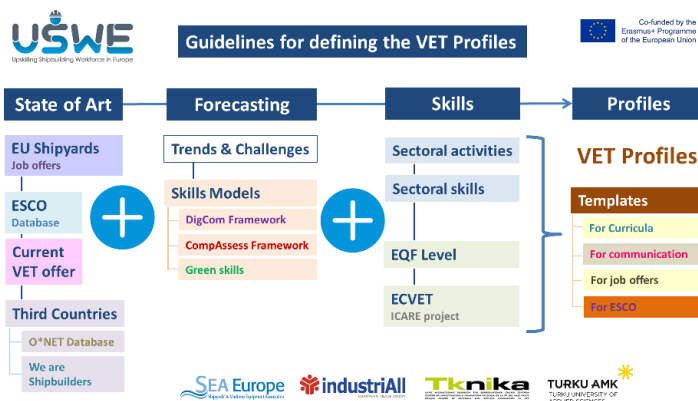 USWE
Upskilling Shipbuilding Workforce in Europe
Guidelines for defining the VET Profiles
Co-funded by the
Erasmus+ Programme
of the European Union
State of Art
Forecasting
Skills
Profiles
EU Shipyards
Job offers
ESCO
Database
Current
VET offer
Third Countries
O*NET Database
We are
Shipbuilders
Trends & Challenges
Skills Models
DigCom Framework
CompAssess Framework
Green skills
Sectoral activities
Sectoral skills
EQF Level
ECVET
ICARE project
VET Profiles
Templates
For Curricula
For communication
For job offers
For ESCO
SEA Europe
Shipyards' & Maritime Equipment Association
industriAll
Tknika
TURKU AMK
TURKU UNIVERSITY OF
APPLIED SCIENCES